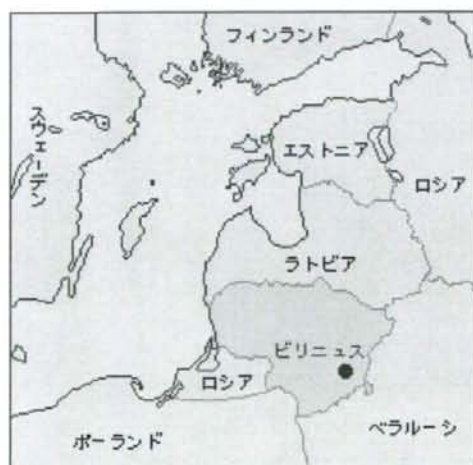 フィンランド
スウェーデン
エストニア
ロシア
ラトビア
ビリニュス
ロシア
ポーランド
ベラルーシ